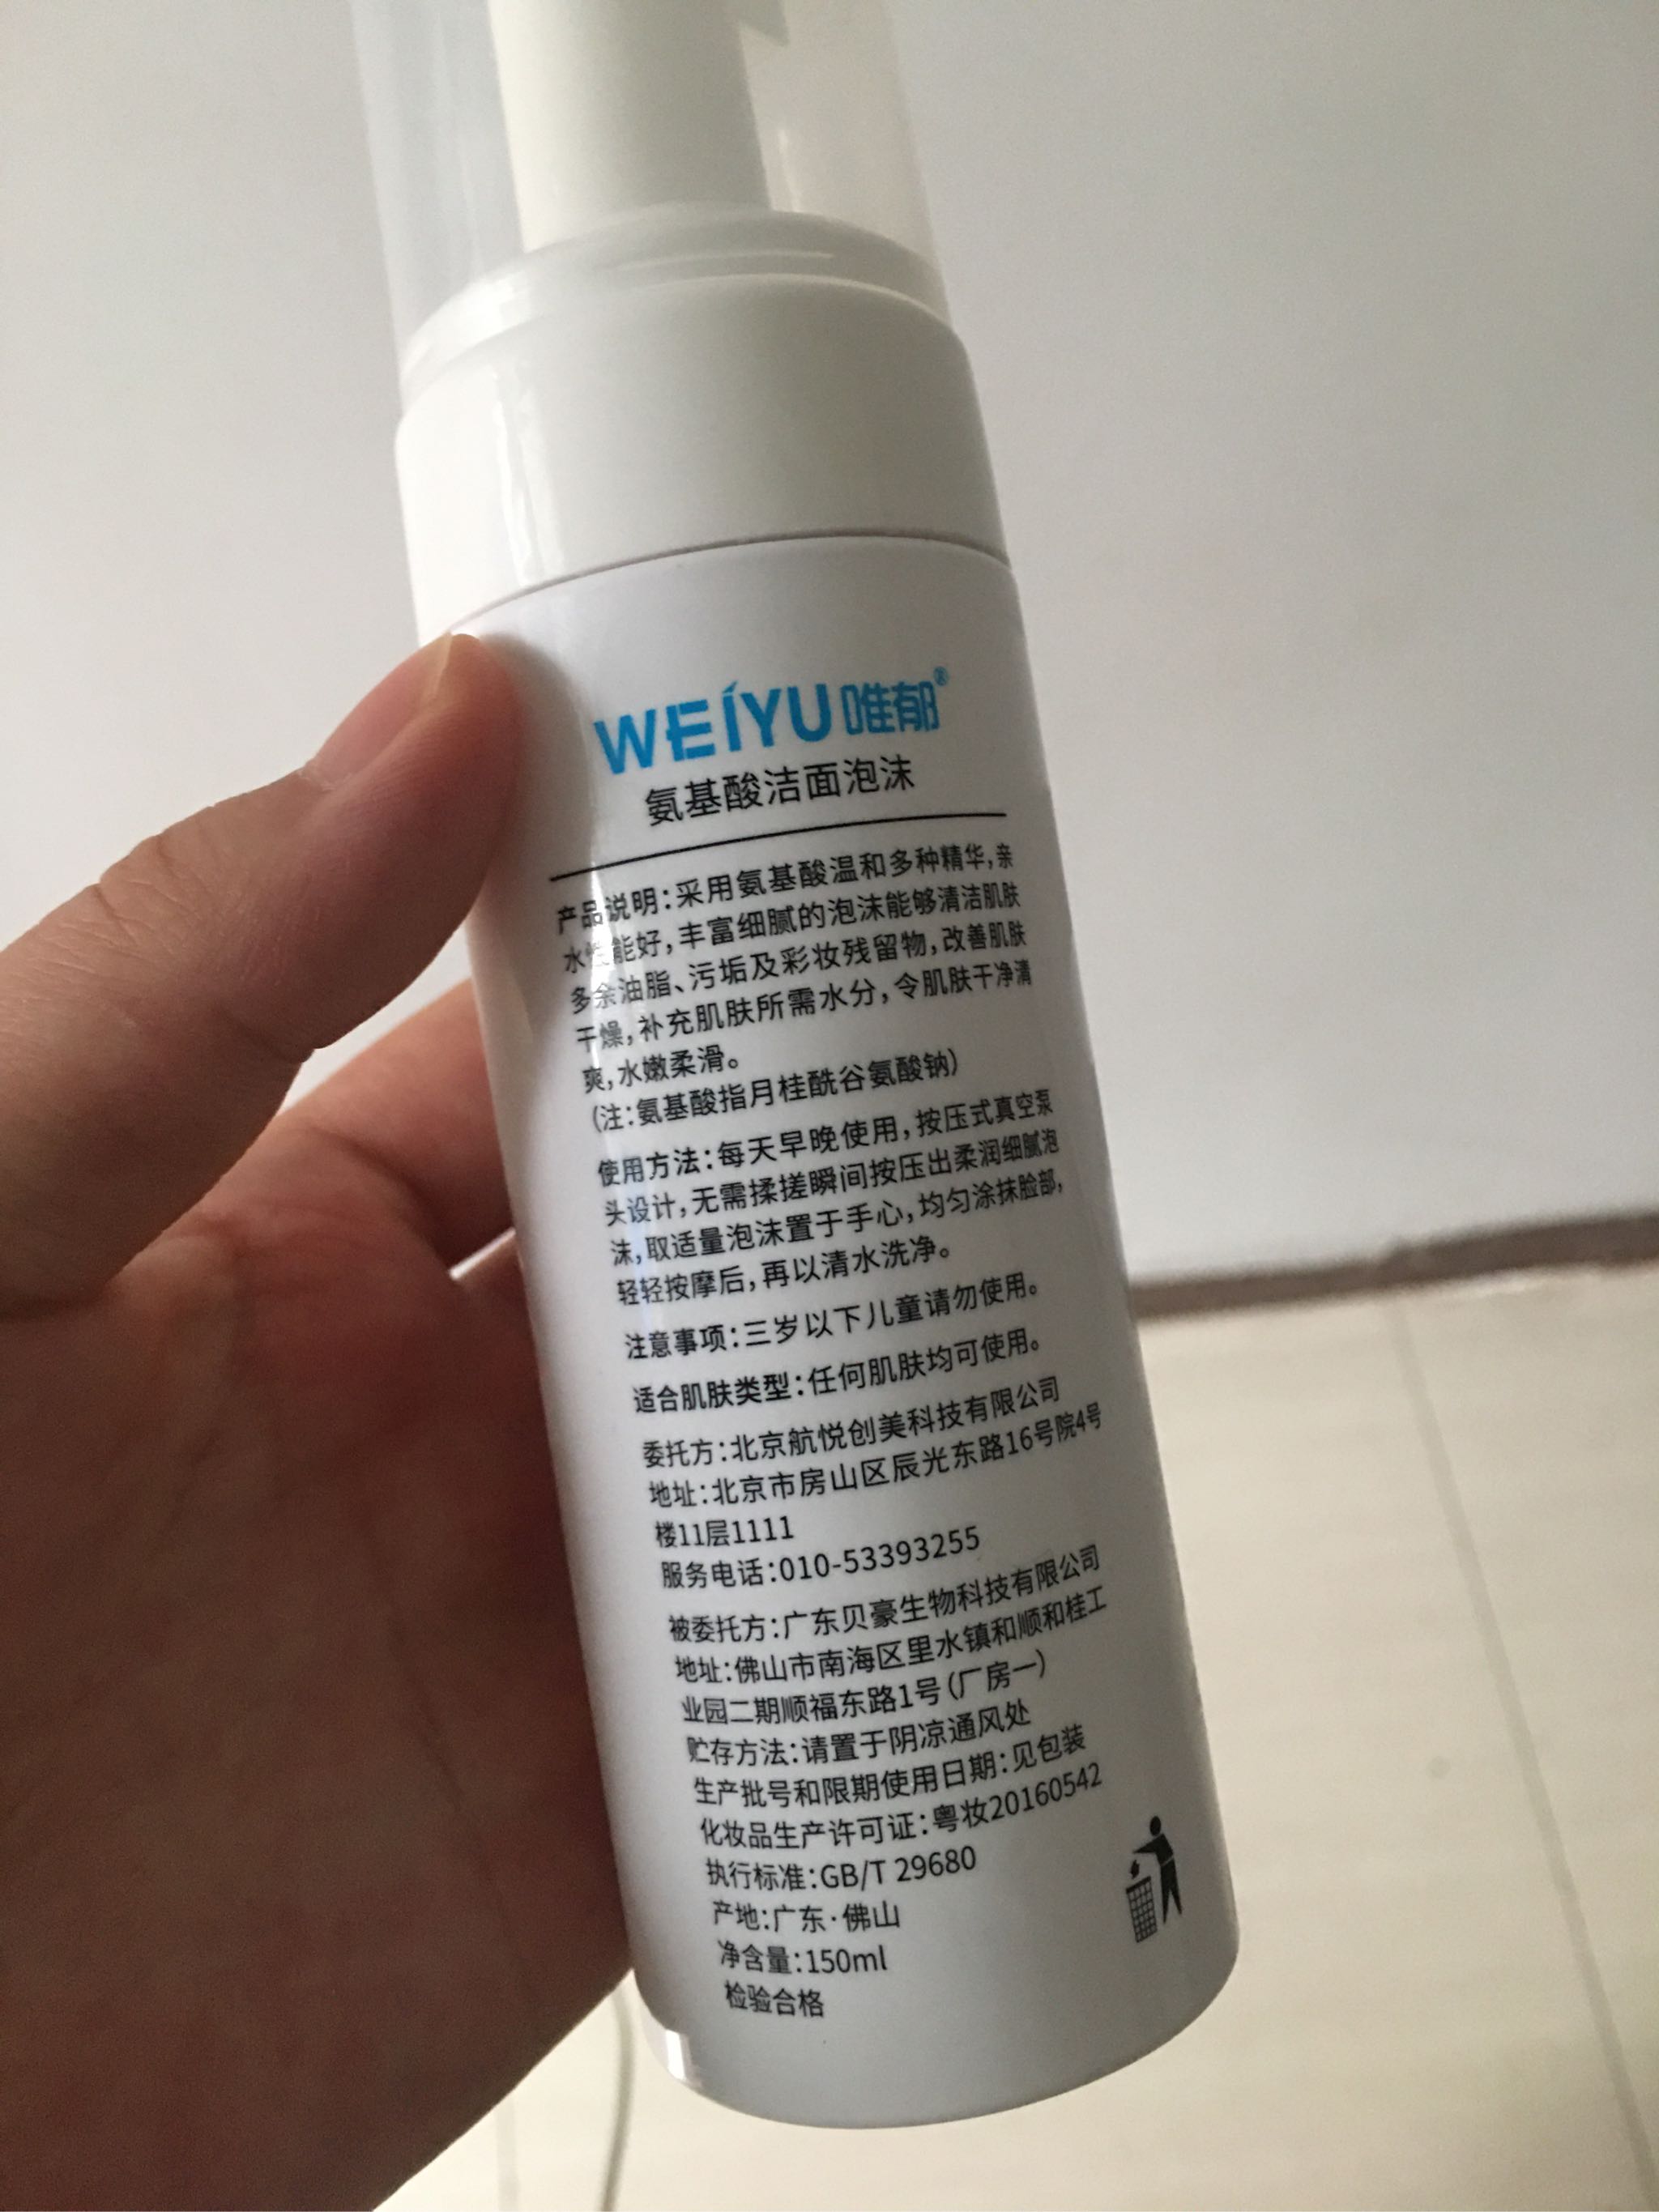 WEIYU唯郁®
氨基酸洁面泡沫
产品说明：采用氨基酸温和多种精华，亲
水性能好，丰富细腻的泡沫能够清洁肌肤
多余油脂、污垢及彩妆残留物，改善肌肤
干燥，补充肌肤所需水分，令肌肤干净清
爽，水嫩柔滑。
（注：氨基酸指月桂酰谷氨酸钠）
使用方法：每天早晚使用，按压式真空泵
头设计，无需揉搓瞬间按压出柔润细腻泡
沫，取适量泡沫置于手心，均匀涂抹脸部，
轻轻按摩后，再以清水洗净。
注意事项：三岁以下儿童请勿使用。
适合肌肤类型：任何肌肤均可使用。
委托方：北京航悦创美科技有限公司
地址：北京市房山区辰光东路16号院4号
楼11层1111
服务电话：010-53393255
被委托方：广东贝豪生物科技有限公司
地址：佛山市南海区里水镇和顺和桂工
业园二期顺福东路1号（厂房一）
贮存方法：请置于阴凉通风处
生产批号和限期使用日期：见包装
化妆品生产许可证：粤妆20160542
执行标准：GB/T 29680
产地：广东·佛山
净含量：150ml
检验合格